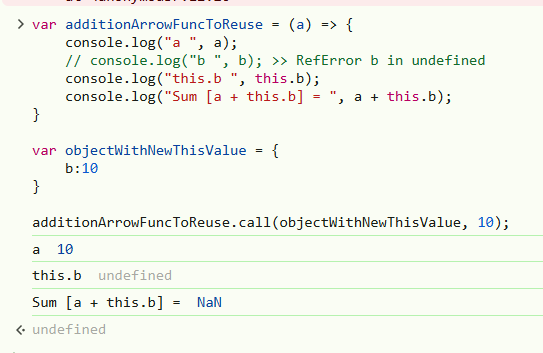 var additionArrowFuncToReuse = (a) => {
    console.log("a ", a);
    // console.log("b ", b); >> RefError b in undefined
    console.log("this.b ", this.b);
    console.log("Sum [a + this.b] = ", a + this.b);
}

var objectWithNewThisValue = {
    b:10
}

additionArrowFuncToReuse.call(objectWithNewThisValue, 10);
a  10
this.b  undefined
Sum [a + this.b] =  NaN
undefined